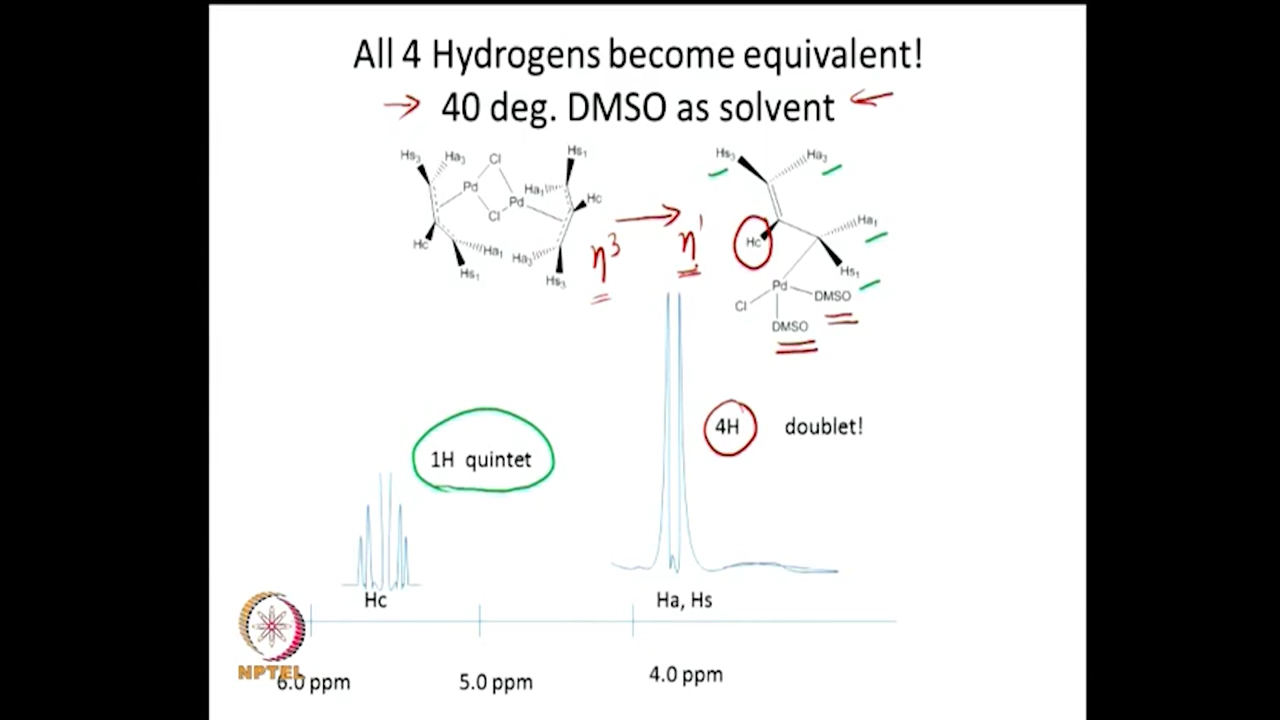 All 4 Hydrogens become equivalent!
→ 40 deg. DMSO as solvent ←
Hs3 Ha3 Cl Hs1
Pd Ha1 Hc
Cl Pd
Hc Ha1 Ha3
Hs1 Hs3
η³ → η¹
Hs3 Ha3
Hc Ha1
Hs1
Pd DMSO
Cl
DMSO
4H doublet!
1H quintet
Hc Ha, Hs
NPTEL
6.0 ppm 5.0 ppm 4.0 ppm